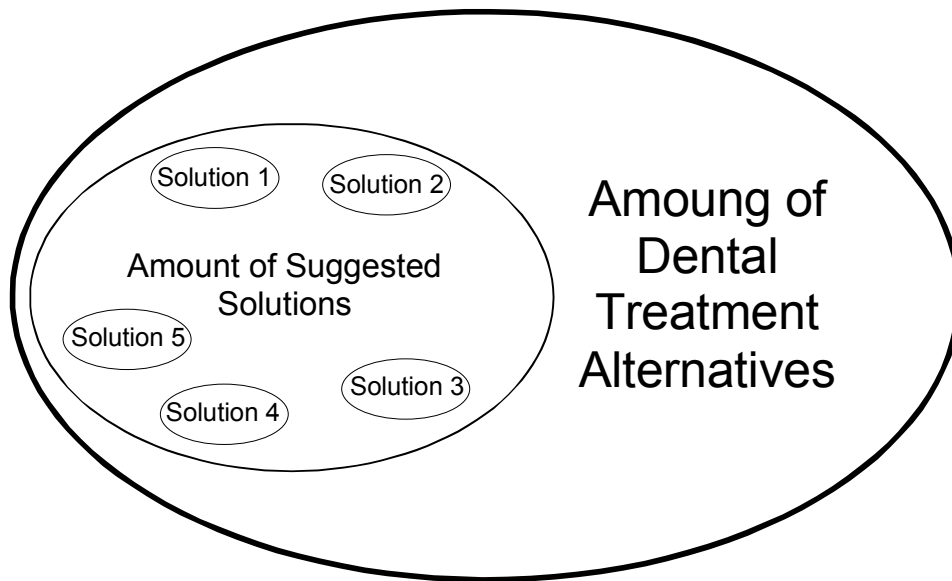 Solution 1
Solution 2
Amount of Suggested
Solutions
Solution 5
Solution 3
Solution 4
Amoung of
Dental
Treatment
Alternatives